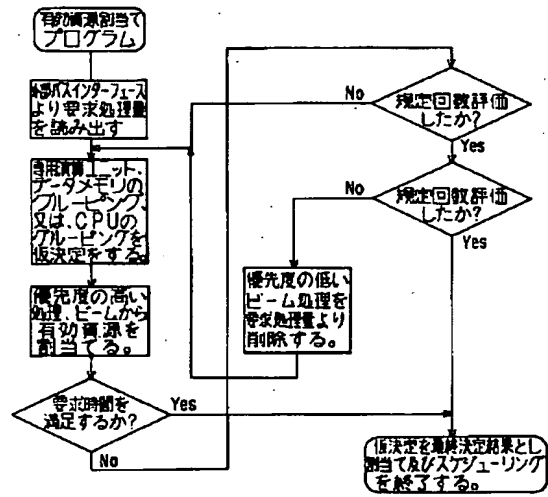 有効資源割当て
プログラム
外部バスインターフェース
より要求処理量
を読み出す
専用演算ユニット、
データメモリの
グルーピング、
又は、CPUの
グルーピングを
仮決定をする。
優先度の高い
処理、ビームから
有効資源を
割当てる。
要求時間を
満足するか?
Yes
No
No
規定回数評価
したか?
Yes
No
規定回数評価
したか?
Yes
優先度の低い
ビーム処理を
要求処理量より
削除する。
仮決定を最終決定結果とし
割当て及びスケジューリング
を終了する。